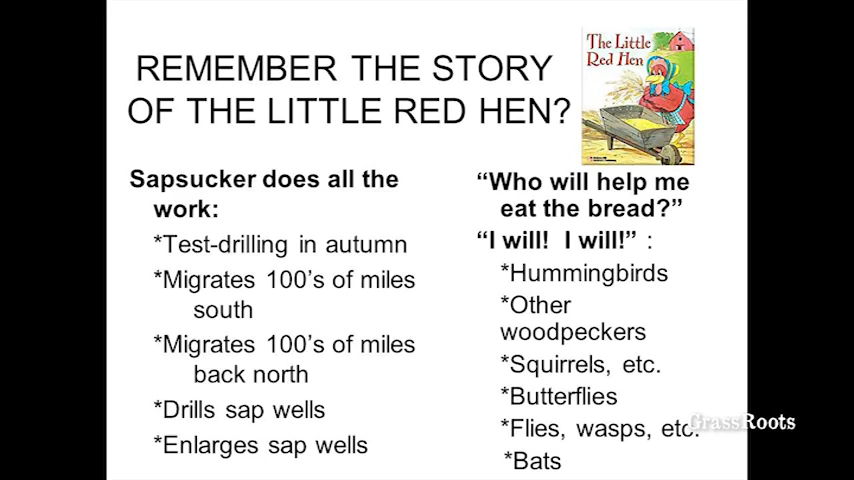 REMEMBER THE STORY
OF THE LITTLE RED HEN?
The Little
Red Hen
Sapsucker does all the
work:
*Test-drilling in autumn
*Migrates 100's of miles
south
*Migrates 100's of miles
back north
*Drills sap wells
*Enlarges sap wells
“Who will help me
eat the bread?”
“I will! I will!” :
*Hummingbirds
*Other
woodpeckers
*Squirrels, etc.
*Butterflies
*Flies, wasps, etc.
*Bats
GrassRoots